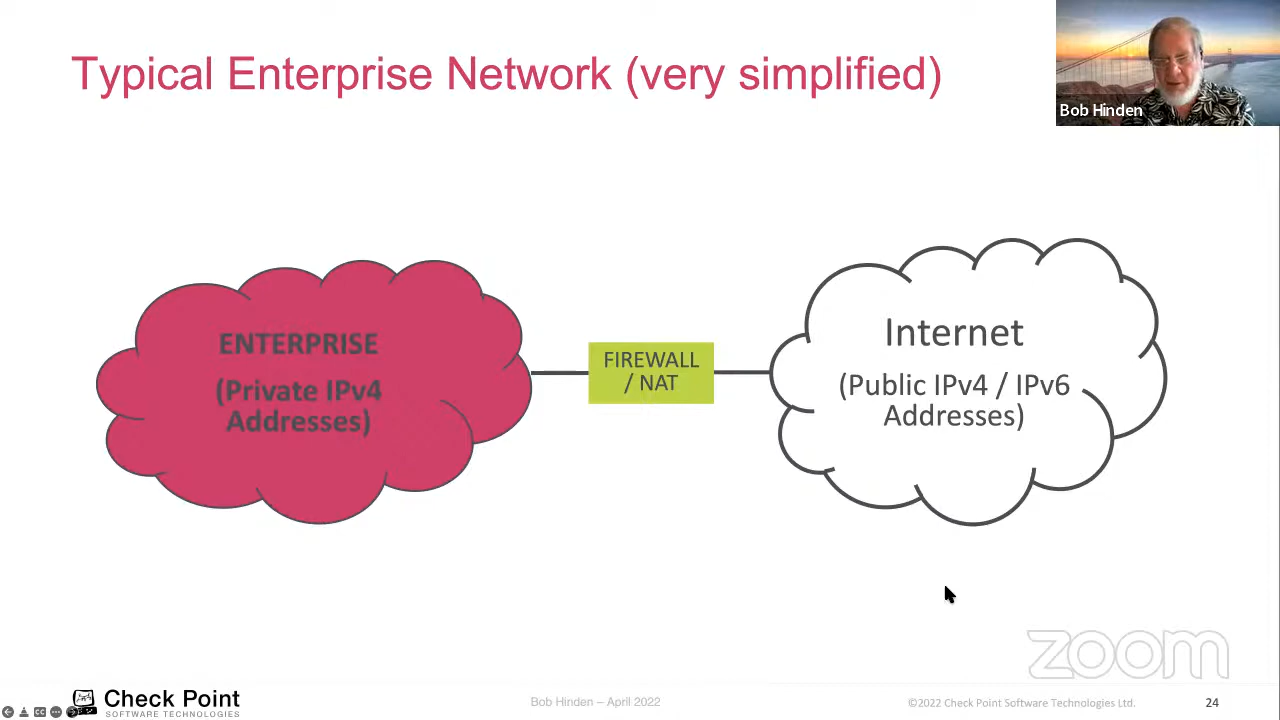 Typical Enterprise Network (very simplified)
Bob Hinden
ENTERPRISE
(Private IPv4
Addresses)
FIREWALL
/ NAT
Internet
(Public IPv4 / IPv6
Addresses)
zoom
Check Point
SOFTWARE TECHNOLOGIES
Bob Hinden – April 2022
©2022 Check Point Software Technologies Ltd.
24
CC